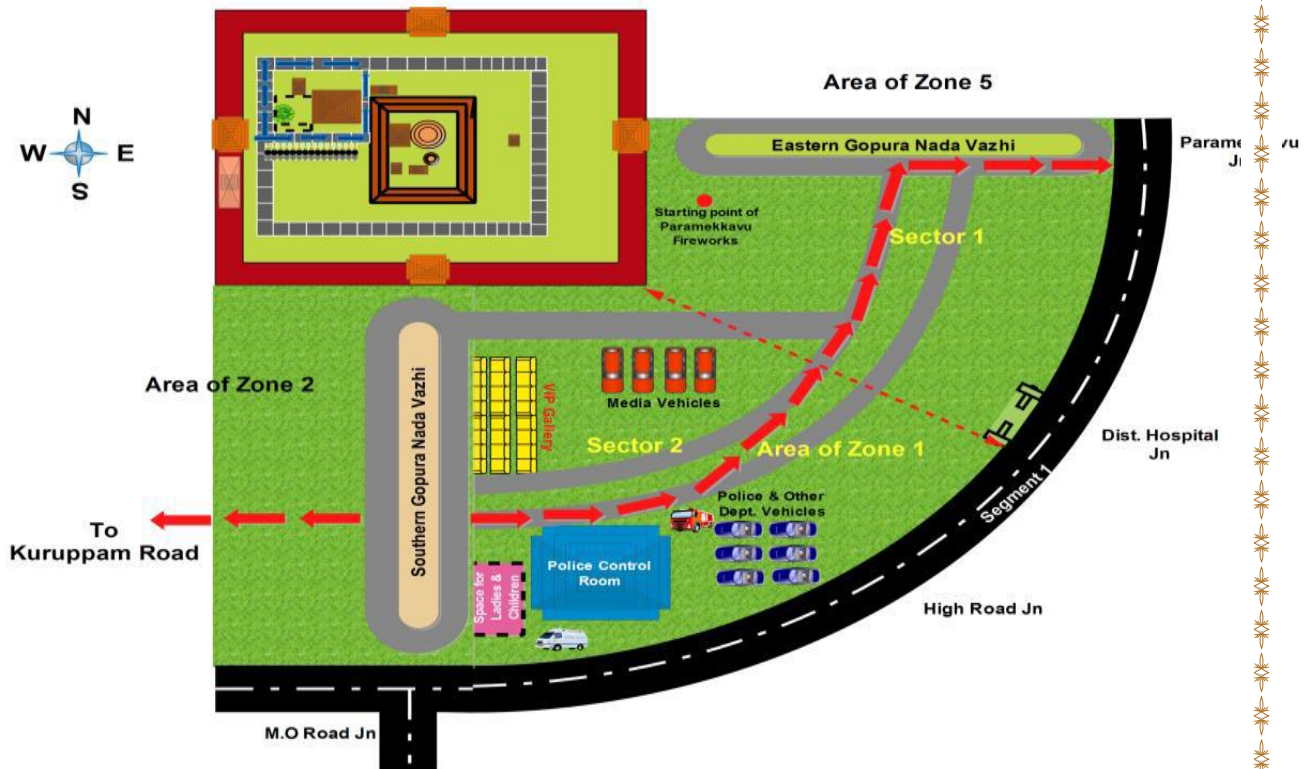 Area of Zone 5
N
W
E
S
Eastern Gopura Nada Vazhi
Starting point of
Paramekkavu
Fireworks
Sector 1
Area of Zone 2
Southern Gopura Nada Vazhi
VIP Gallery
Media Vehicles
Sector 2
Area of Zone 1
Dist. Hospital
Jn
Segment 1
Police & Other
Dept. Vehicles
To
Kuruppam Road
Police Control
Room
Space for
Ladies &
Children
High Road Jn
M.O Road Jn